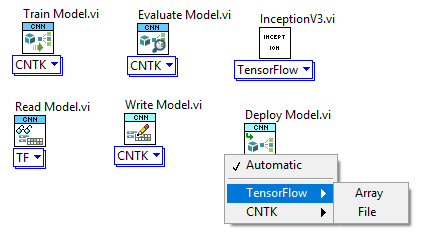 Train Model.vi
Evaluate Model.vi
InceptionV3.vi
CNN
CNN
INCEPT
ION
CNTK
CNTK
TensorFlow
Read Model.vi
Write Model.vi
Deploy Model.vi
CNN
CNN
CNN
TF
CNTK
Automatic
TensorFlow
Array
CNTK
File